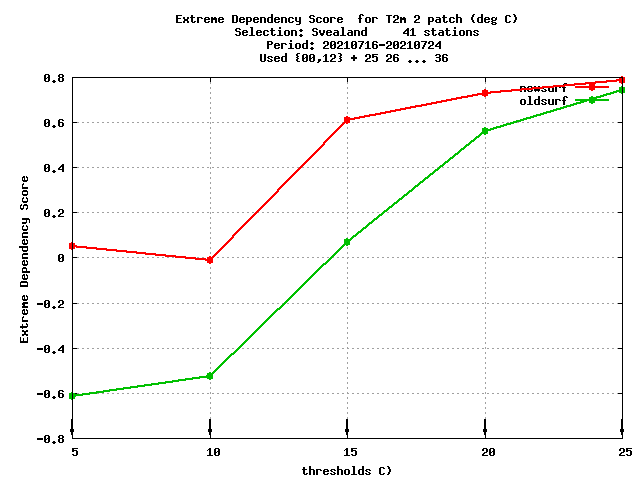 Extreme Dependency Score for T2m 2 patch (deg C)
Selection: Svealand 41 stations
Period: 20210716-20210724
Used {00,12} + 25 26 ... 36
0.8
0.6
0.4
0.2
0
-0.2
-0.4
-0.6
-0.8
Extreme Dependency Score
newsurf
oldsurf
5 10 15 20 25
thresholds C)